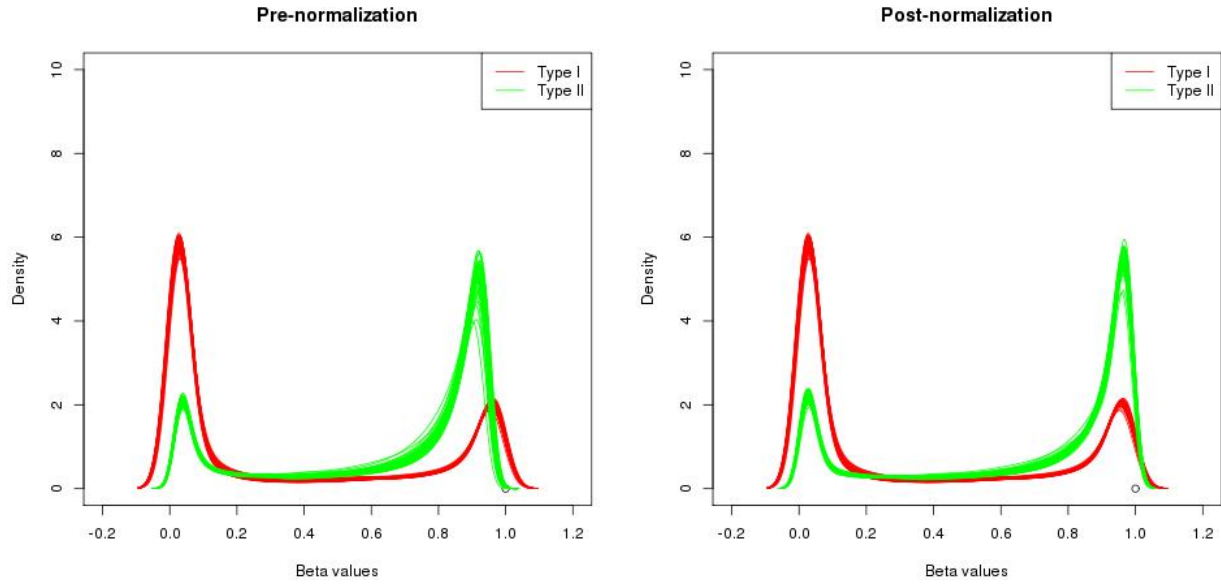 Pre-normalization
Type I
Type II
10
8
6
4
2
0
Density
-0.2 0.0 0.2 0.4 0.6 0.8 1.0 1.2
Beta values
Post-normalization
Type I
Type II
10
8
6
4
2
0
Density
-0.2 0.0 0.2 0.4 0.6 0.8 1.0 1.2
Beta values